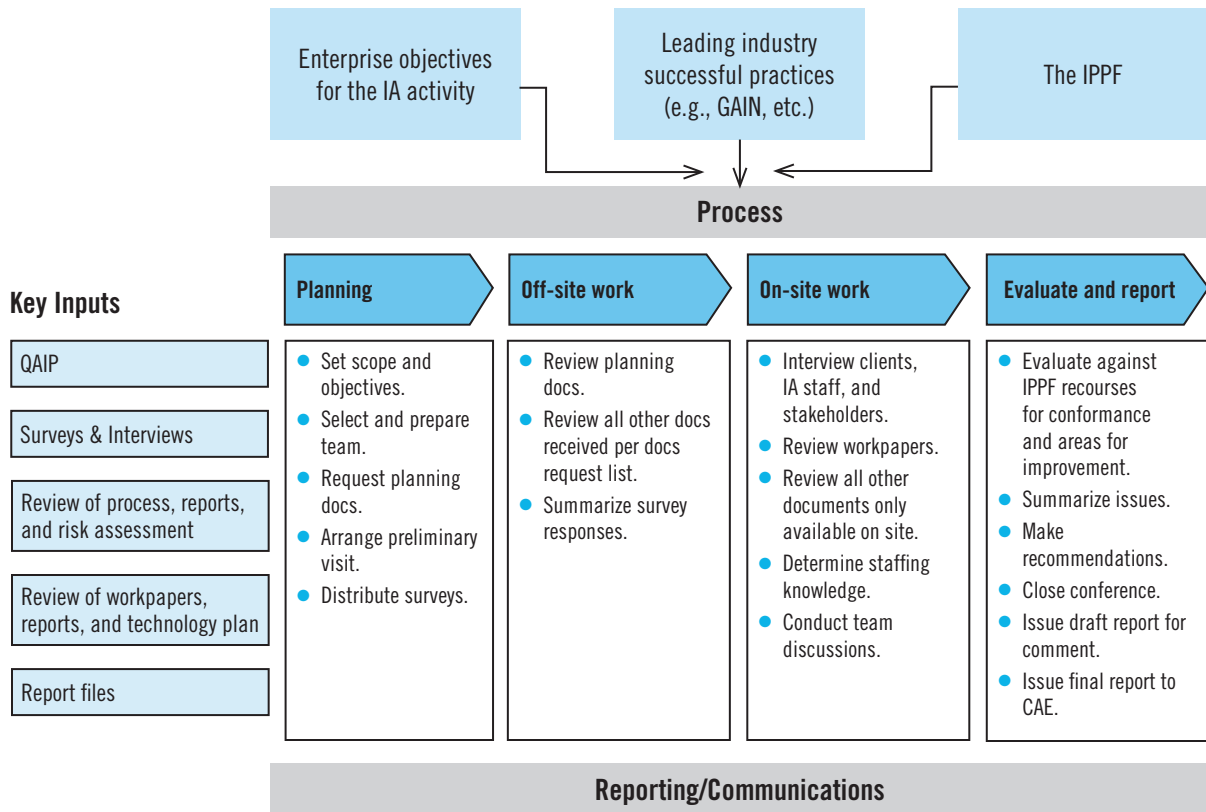 Enterprise objectives
for the IA activity
Leading industry
successful practices
(e.g., GAIN, etc.)
The IPPF
Process
Key Inputs
QAIP
Surveys & Interviews
Review of process, reports,
and risk assessment
Review of workpapers,
reports, and technology plan
Report files
Planning
Set scope and
objectives.
Select and prepare
team.
Request planning
docs.
Arrange preliminary
visit.
Distribute surveys.
Off-site work
Review planning
docs.
Review all other docs
received per docs
request list.
Summarize survey
responses.
On-site work
Interview clients,
IA staff, and
stakeholders.
Review workpapers.
Review all other
documents only
available on site.
Determine staffing
knowledge.
Conduct team
discussions.
Evaluate and report
Evaluate against
IPPF recourses
for conformance
and areas for
improvement.
Summarize issues.
Make
recommendations.
Close conference.
Issue draft report for
comment.
Issue final report to
CAE.
Reporting/Communications